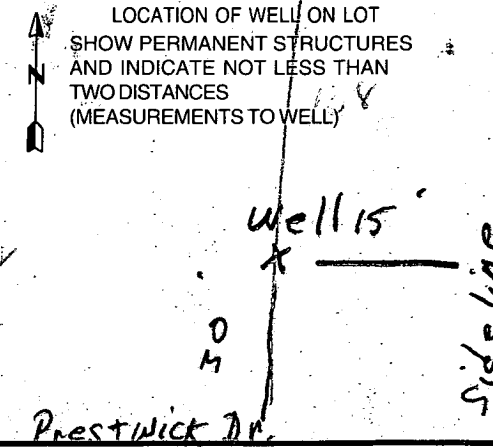 LOCATION OF WELL ON LOT
SHOW PERMANENT STRUCTURES
AND INDICATE NOT LESS THAN
TWO DISTANCES
(MEASUREMENTS TO WELL)
N
Well 15'
X
Sideline
Prestwick Dr.